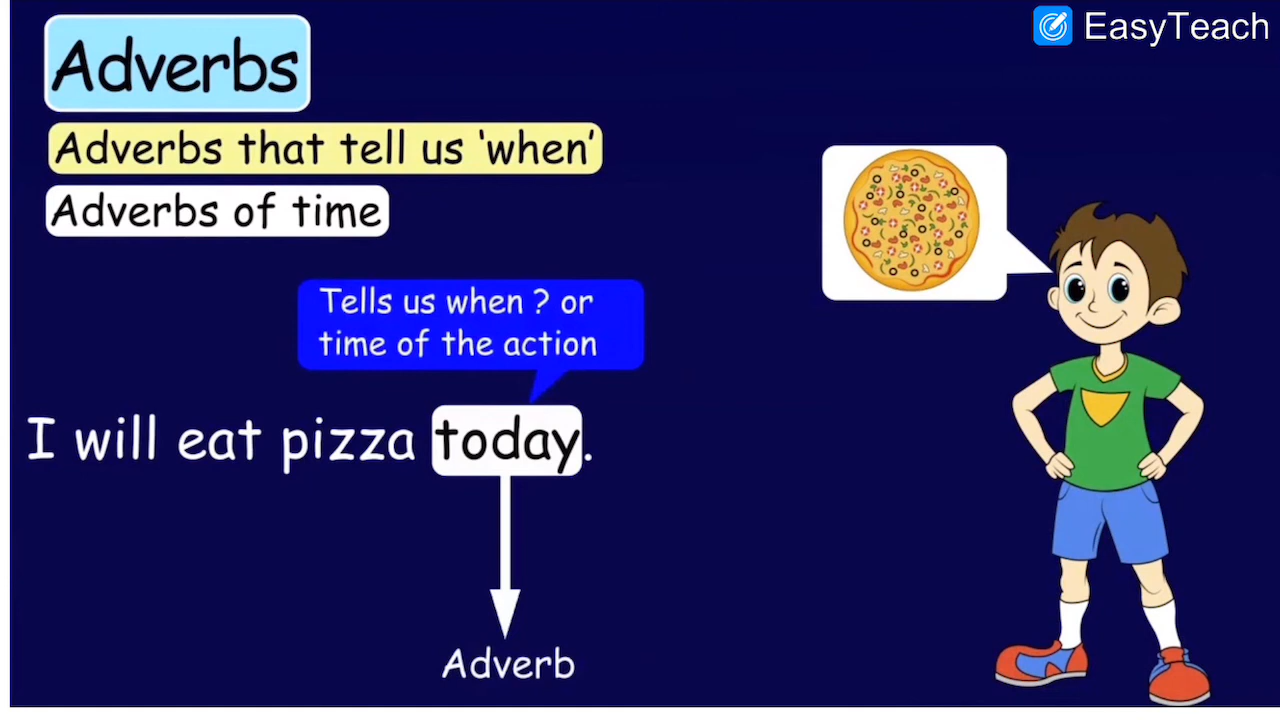 EasyTeach
Adverbs
Adverbs that tell us ‘when’
Adverbs of time
Tells us when ? or
time of the action
I will eat pizza today.
Adverb